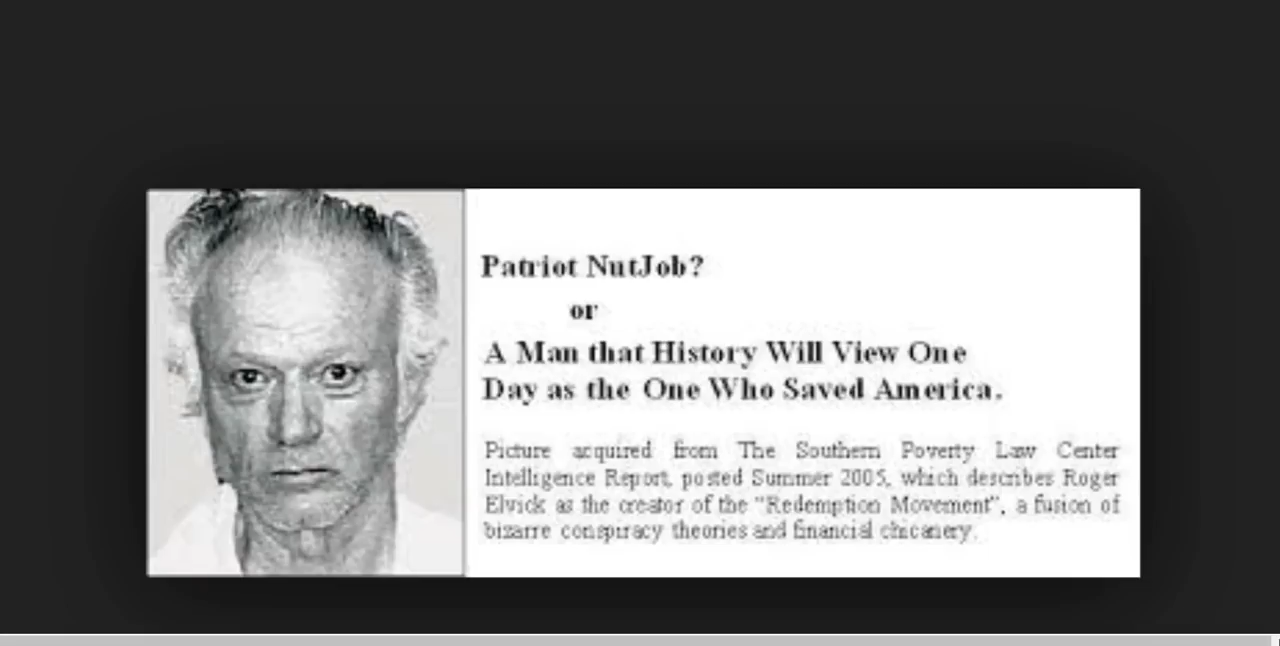 Patriot NutJob?
or
A Man that History Will View One
Day as the One Who Saved America.
Picture acquired from The Southern Poverty Law Center
Intelligence Report, posted Summer 2005, which describes Roger
Elvick as the creator of the "Redemption Movement", a fusion of
bizarre conspiracy theories and financial chicanery.